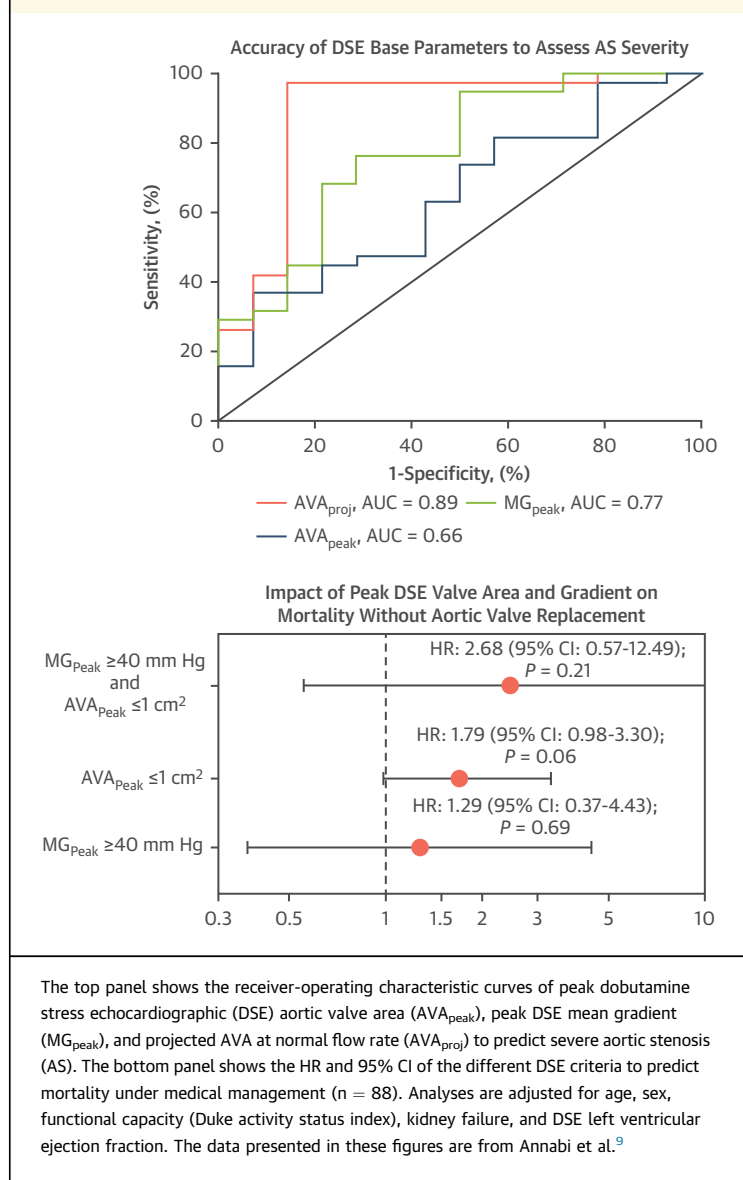 Accuracy of DSE Base Parameters to Assess AS Severity
100
80
60
40
20
0
Sensitivity, (%)
0 20 40 60 80 100
1-Specificity, (%)
AVAproj, AUC = 0.89 MGpeak, AUC = 0.77
AVApeak, AUC = 0.66
Impact of Peak DSE Valve Area and Gradient on
Mortality Without Aortic Valve Replacement
MGPeak ≥40 mm Hg
and
AVAPeak ≤1 cm²
HR: 2.68 (95% CI: 0.57-12.49);
P = 0.21
AVAPeak ≤1 cm²
HR: 1.79 (95% CI: 0.98-3.30);
P = 0.06
MGPeak ≥40 mm Hg
HR: 1.29 (95% CI: 0.37-4.43);
P = 0.69
0.3 0.5 1 1.5 2 3 5 10
The top panel shows the receiver-operating characteristic curves of peak dobutamine
stress echocardiographic (DSE) aortic valve area (AVApeak), peak DSE mean gradient
(MGpeak), and projected AVA at normal flow rate (AVAproj) to predict severe aortic stenosis
(AS). The bottom panel shows the HR and 95% CI of the different DSE criteria to predict
mortality under medical management (n = 88). Analyses are adjusted for age, sex,
functional capacity (Duke activity status index), kidney failure, and DSE left ventricular
ejection fraction. The data presented in these figures are from Annabi et al.⁹